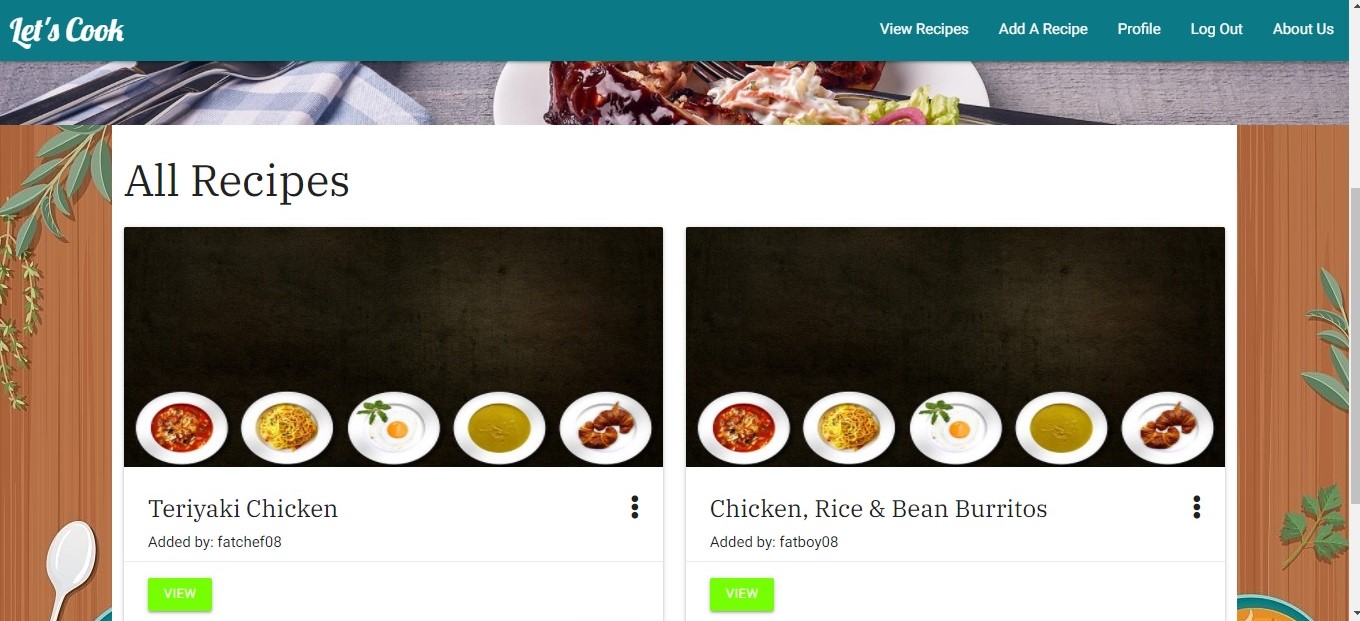 Let's Cook
View Recipes Add A Recipe Profile Log Out About Us
All Recipes
Teriyaki Chicken
Added by: fatchef08
VIEW
Chicken, Rice & Bean Burritos
Added by: fatboy08
VIEW